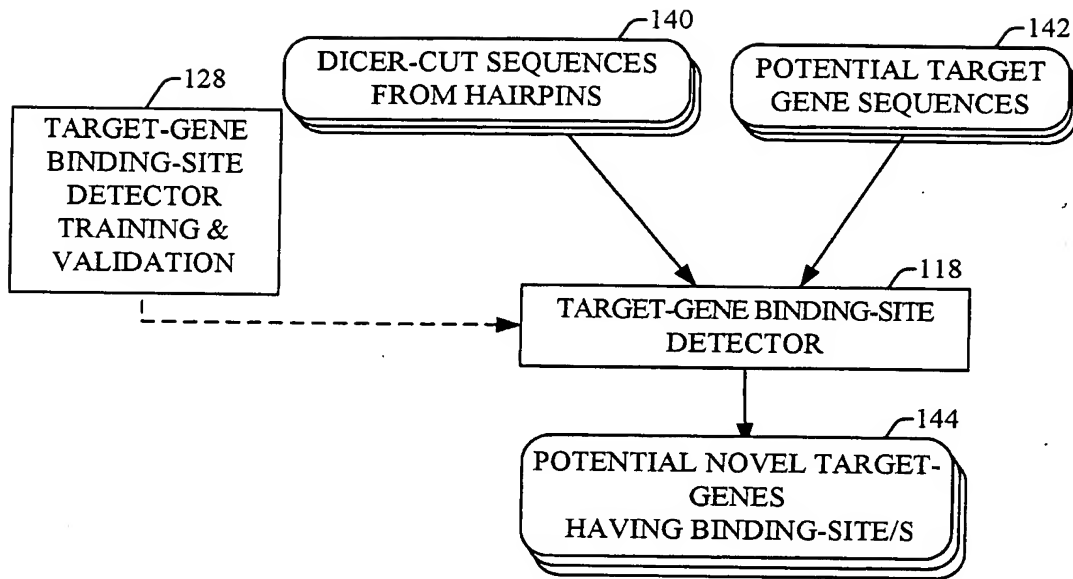 140
DICER-CUT SEQUENCES
FROM HAIRPINS
142
POTENTIAL TARGET
GENE SEQUENCES
128
TARGET-GENE
BINDING-SITE
DETECTOR
TRAINING &
VALIDATION
118
TARGET-GENE BINDING-SITE
DETECTOR
144
POTENTIAL NOVEL TARGET-
GENES
HAVING BINDING-SITE/S